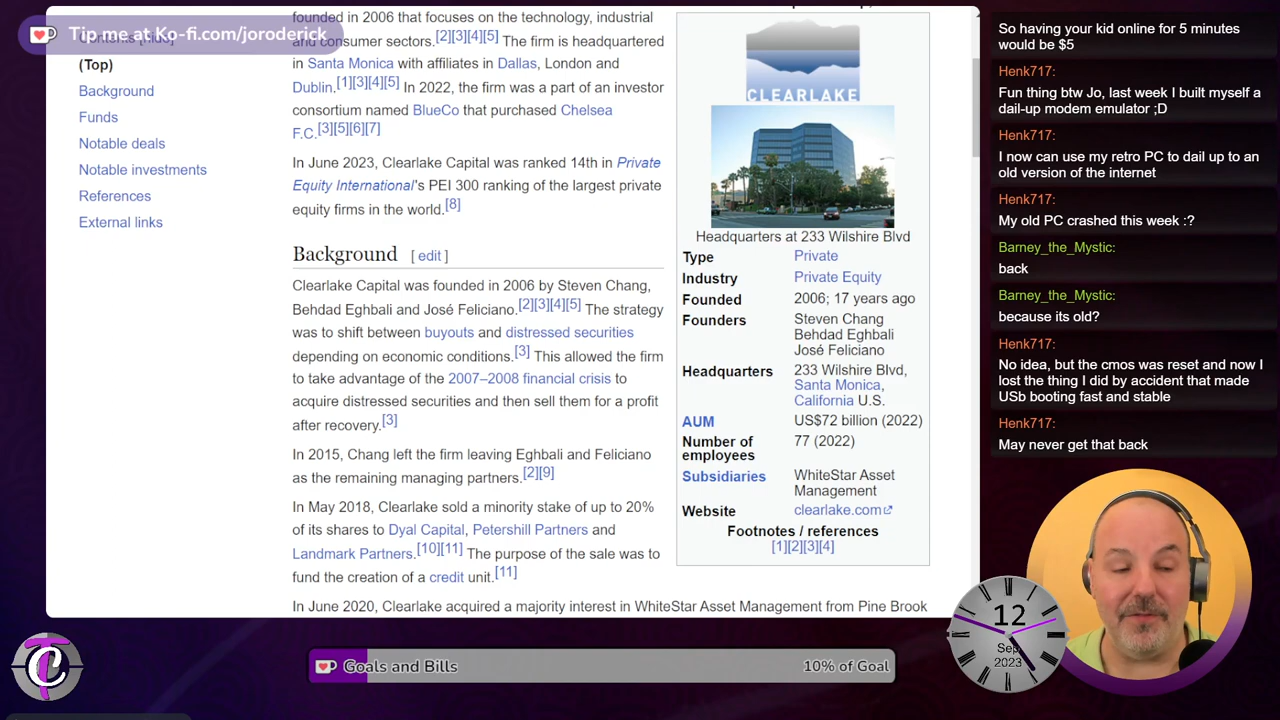 Tip me at Ko-fi.com/joroderick
(Top)
Background
Funds
Notable deals
Notable investments
References
External links
founded in 2006 that focuses on the technology, industrial
and consumer sectors.[2][3][4][5] The firm is headquartered
in Santa Monica with affiliates in Dallas, London and
Dublin.[1][3][4][5] In 2022, the firm was a part of an investor
consortium named BlueCo that purchased Chelsea
F.C.[3][5][6][7]
In June 2023, Clearlake Capital was ranked 14th in Private
Equity International's PEI 300 ranking of the largest private
equity firms in the world.[8]
Background [ edit ]
Clearlake Capital was founded in 2006 by Steven Chang,
Behdad Eghbali and José Feliciano.[2][3][4][5] The strategy
was to shift between buyouts and distressed securities
depending on economic conditions.[3] This allowed the firm
to take advantage of the 2007–2008 financial crisis to
acquire distressed securities and then sell them for a profit
after recovery.[3]
In 2015, Chang left the firm leaving Eghbali and Feliciano
as the remaining managing partners.[2][9]
In May 2018, Clearlake sold a minority stake of up to 20%
of its shares to Dyal Capital, Petershill Partners and
Landmark Partners.[10][11] The purpose of the sale was to
fund the creation of a credit unit.[11]
In June 2020, Clearlake acquired a majority interest in WhiteStar Asset Management from Pine Brook
CLEARLAKE
Headquarters at 233 Wilshire Blvd
Type Private
Industry Private Equity
Founded 2006; 17 years ago
Founders Steven Chang
Behdad Eghbali
José Feliciano
Headquarters 233 Wilshire Blvd,
Santa Monica,
California U.S.
AUM US$72 billion (2022)
Number of employees 77 (2022)
Subsidiaries WhiteStar Asset
Management
Website clearlake.com
Footnotes / references
[1][2][3][4]
So having your kid online for 5 minutes
would be $5
Henk717:
Fun thing btw Jo, last week I built myself a
dail-up modem emulator ;D
Henk717:
I now can use my retro PC to dail up to an
old version of the internet
Henk717:
My old PC crashed this week :?
Barney_the_Mystic:
back
Barney_the_Mystic:
because its old?
Henk717:
No idea, but the cmos was reset and now I
lost the thing I did by accident that made
USb booting fast and stable
Henk717:
May never get that back
12
Sep
2023
TC
Goals and Bills 10% of Goal